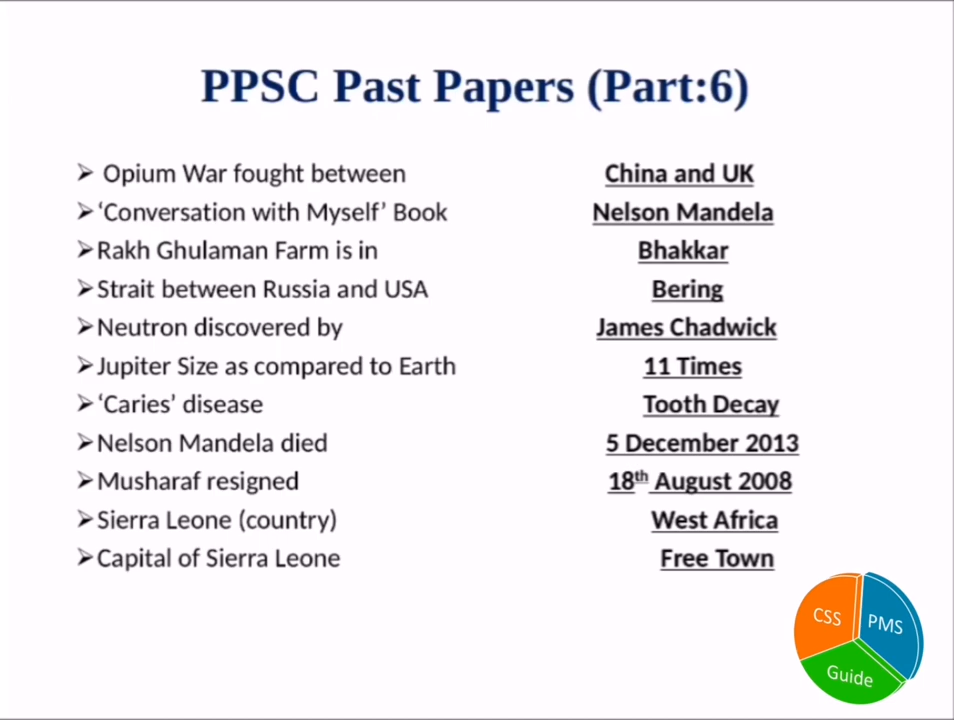 PPSC Past Papers (Part:6)
➢ Opium War fought between China and UK
➢ ‘Conversation with Myself’ Book Nelson Mandela
➢ Rakh Ghulaman Farm is in Bhakkar
➢ Strait between Russia and USA Bering
➢ Neutron discovered by James Chadwick
➢ Jupiter Size as compared to Earth 11 Times
➢ ‘Caries’ disease Tooth Decay
➢ Nelson Mandela died 5 December 2013
➢ Musharaf resigned 18th August 2008
➢ Sierra Leone (country) West Africa
➢ Capital of Sierra Leone Free Town
CSS PMS
Guide